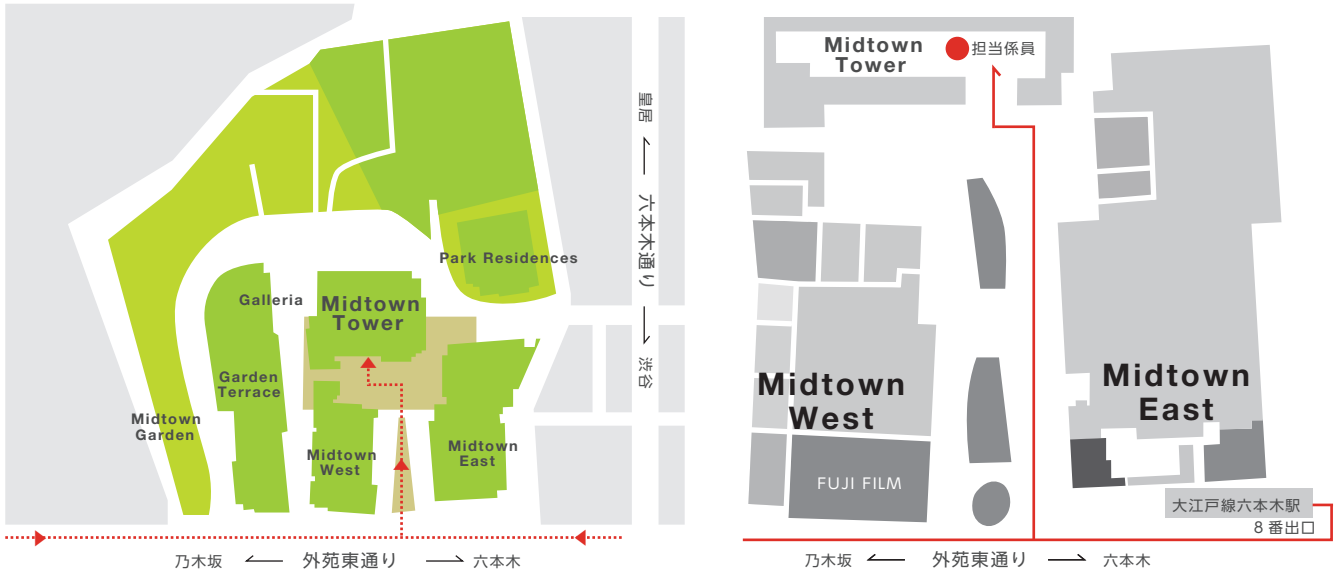 皇居
六本木通り
渋谷
Park Residences
Galleria
Midtown
Tower
Garden
Terrace
Midtown
Garden
Midtown
West
Midtown
East
乃木坂
外苑東通り
六本木
Midtown
Tower
担当係員
Midtown
West
Midtown
East
FUJI FILM
大江戸線六本木駅
8番出口
乃木坂
外苑東通り
六本木